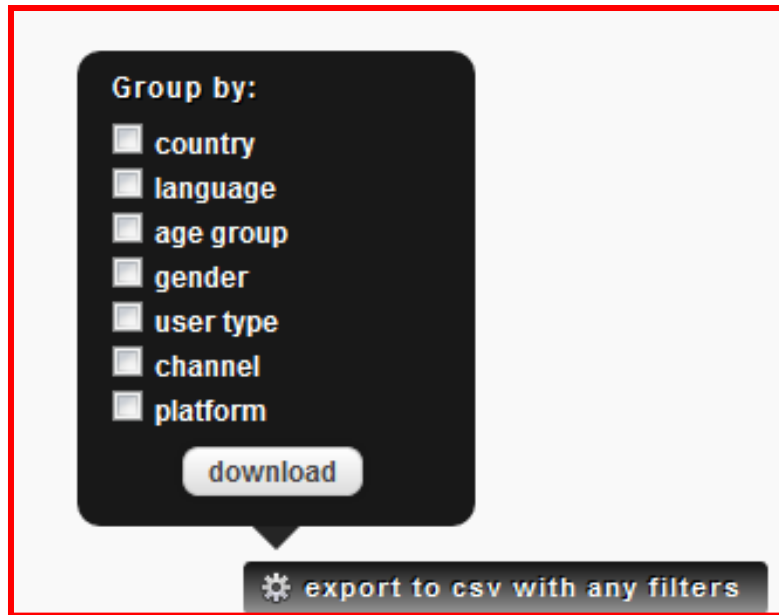 Group by:
country
language
age group
gender
user type
channel
platform
download
export to csv with any filters